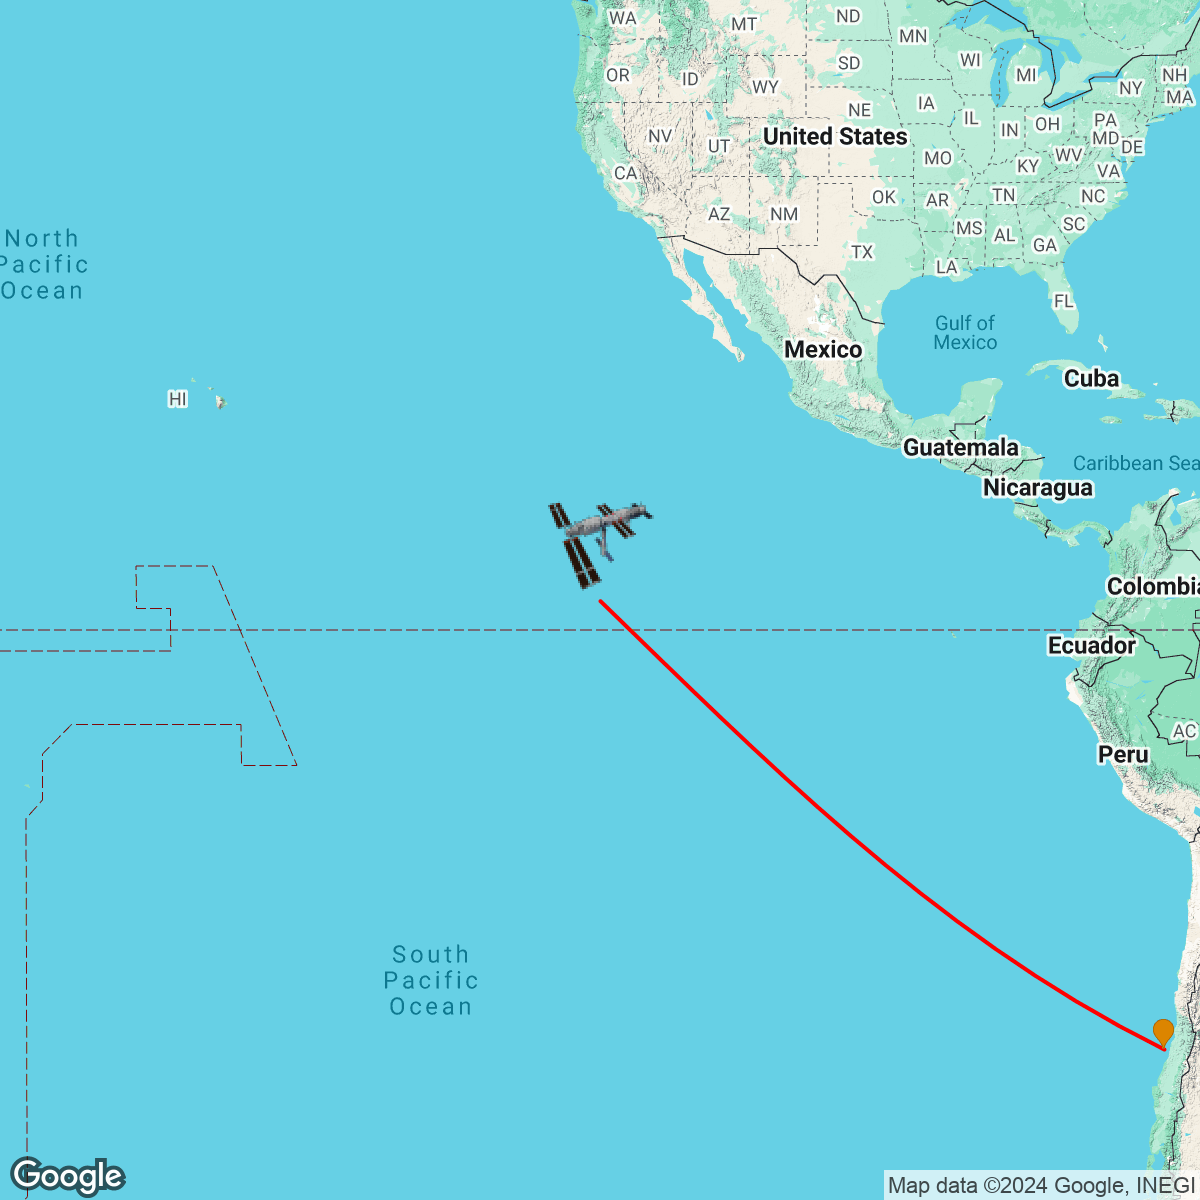 WA
MT
ND
MN
OR
ID
SD
WI
MI
NH
WY
NY
MA
NE
IA
NV
UT
United States
IL
IN
OH
PA
MD
DE
CA
MO
WV
KY
VA
AZ
NM
OK
AR
TN
NC
MS
AL
SC
GA
TX
LA
FL
North
Pacific
Ocean
Gulf of
Mexico
Mexico
Cuba
HI
Guatemala
Caribbean Sea
Nicaragua
Colombia
Ecuador
AC
Peru
South
Pacific
Ocean
Google
Map data ©2024 Google, INEGI